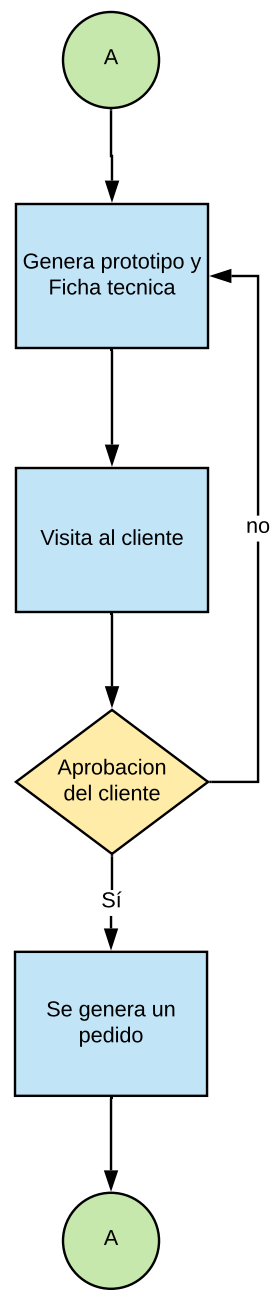 A
Genera prototipo y
Ficha tecnica
Visita al cliente
no
Aprobacion
del cliente
Sí
Se genera un
pedido
A